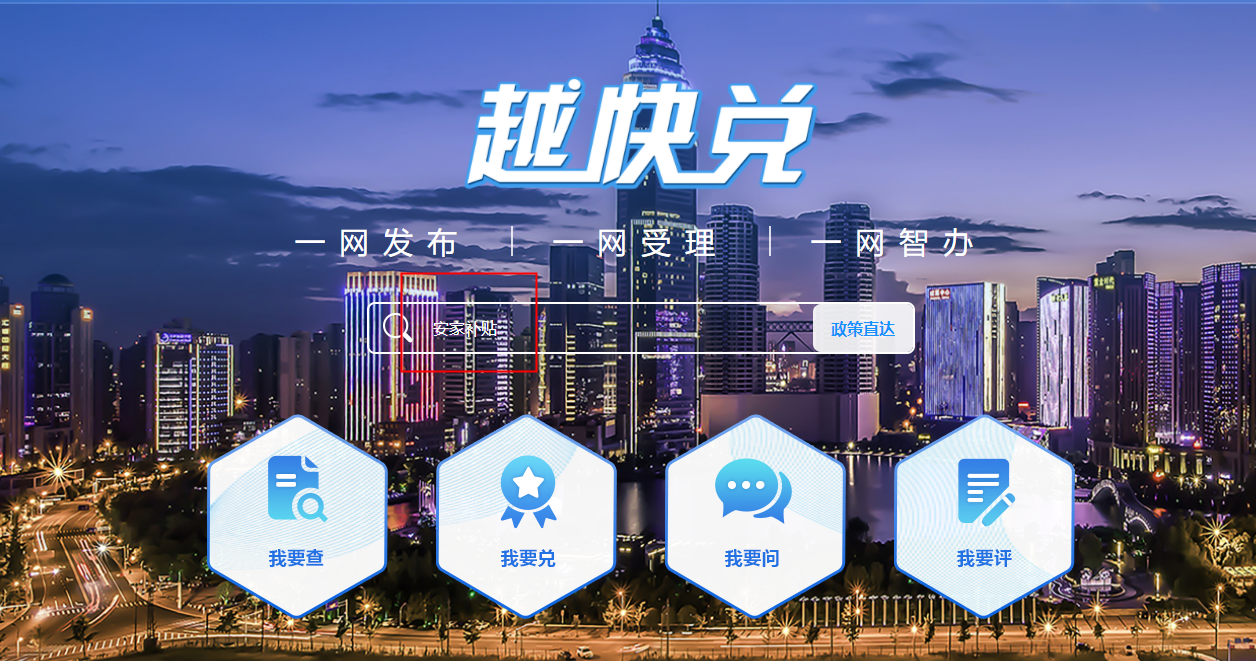 越快兑
一网发布 | 一网受理 | 一网智办
安家补贴
政策直达
我要查
我要兑
我要问
我要评